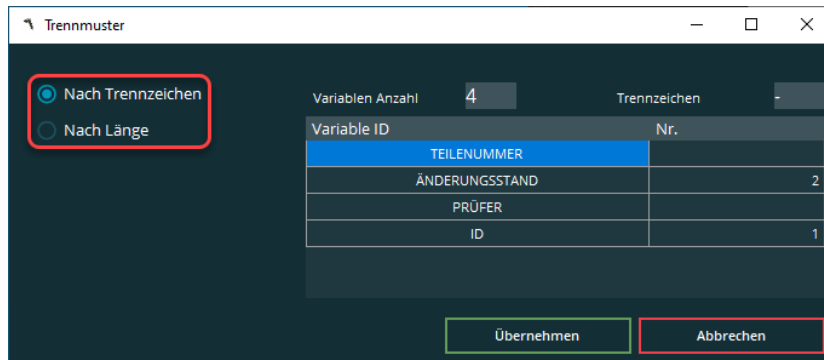 Trennmuster
Nach Trennzeichen
Nach Länge
Variablen Anzahl 4 Trennzeichen -
Variable ID Nr.
TEILENUMMER
ÄNDERUNGSSTAND 2
PRÜFER
ID 1
Übernehmen Abbrechen